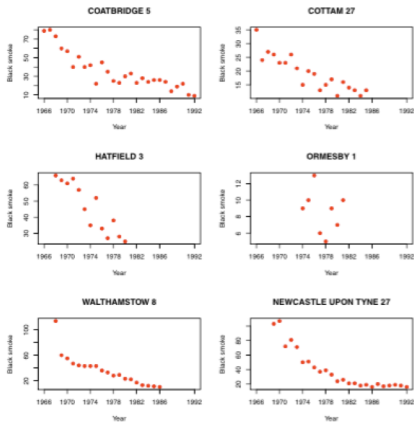 COATBRIDGE 5
Black smoke
10 30 50 70
1966 1970 1974 1978 1982 1986 1992
Year
COTTAM 27
Black smoke
15 20 25 30 35
1966 1970 1974 1978 1982 1986 1992
Year
HATFIELD 3
Black smoke
30 40 50 60
1966 1970 1974 1978 1982 1986 1992
Year
ORMESBY 1
Black smoke
6 8 10 12
1966 1970 1974 1978 1982 1986 1992
Year
WALTHAMSTOW 8
Black smoke
20 60 100
1966 1970 1974 1978 1982 1986 1992
Year
NEWCASTLE UPON TYNE 27
Black smoke
20 40 60 80
1966 1970 1974 1978 1982 1986 1992
Year